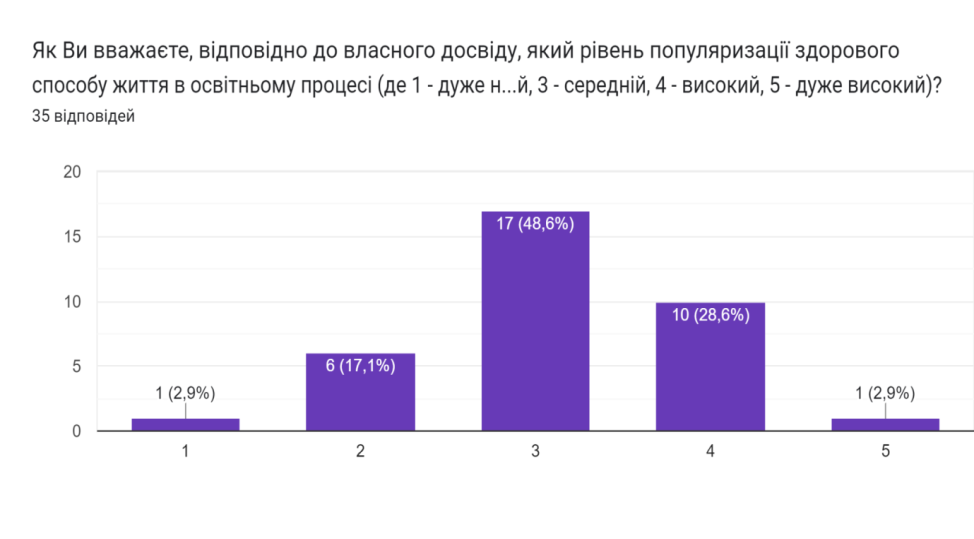 Як Ви вважаєте, відповідно до власного досвіду, який рівень популяризації здорового
способу життя в освітньому процесі (де 1 - дуже н...й, 3 - середній, 4 - високий, 5 - дуже високий)?
35 відповідей
20
15
10
5
0
1 (2,9%)
6 (17,1%)
17 (48,6%)
10 (28,6%)
1 (2,9%)
1 2 3 4 5